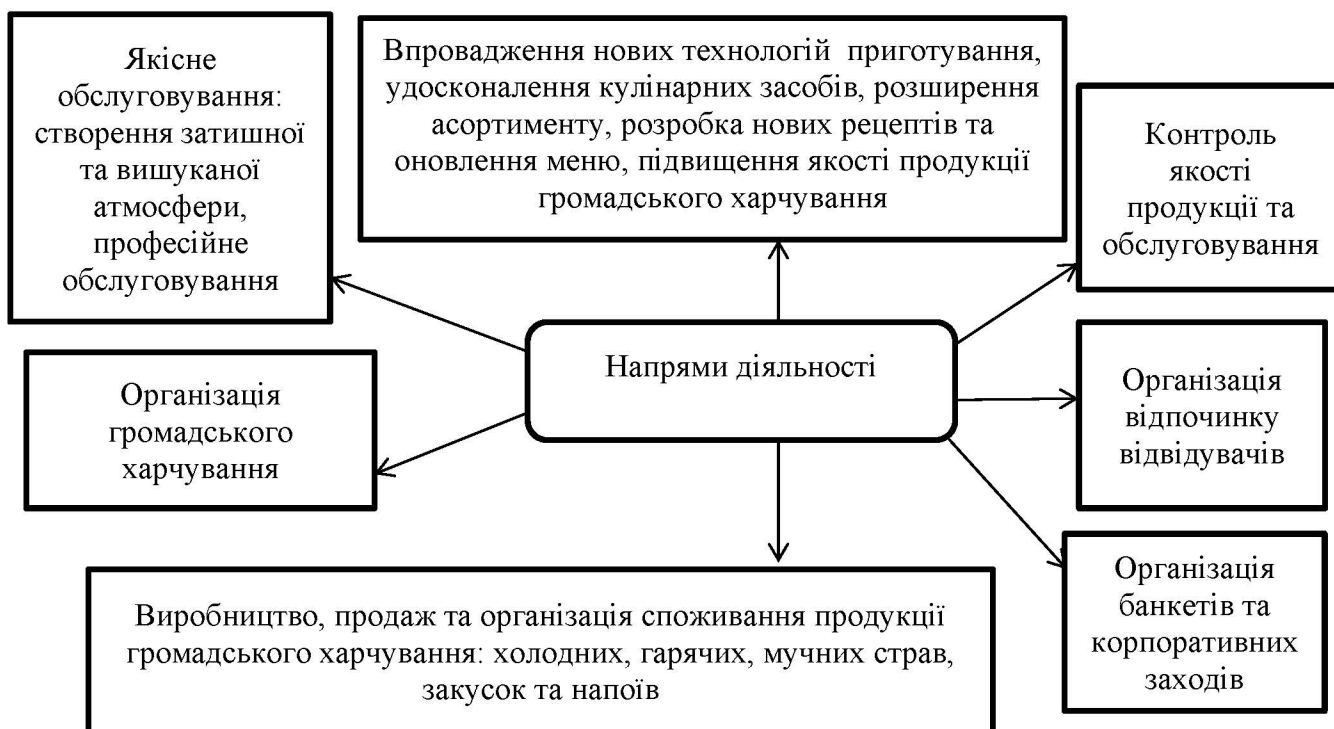 Якісне
обслуговування:
створення затишної
та вишуканої
атмосфери,
професійне
обслуговування
Впровадження нових технологій приготування,
удосконалення кулінарних засобів, розширення
асортименту, розробка нових рецептів та
оновлення меню, підвищення якості продукції
громадського харчування
Контроль
якості
продукції та
обслуговування
Напрями діяльності
Організація
громадського
харчування
Організація
відпочинку
відвідувачів
Виробництво, продаж та організація споживання продукції
громадського харчування: холодних, гарячих, мучних страв,
закусок та напоїв
Організація
банкетів та
корпоративних
заходів